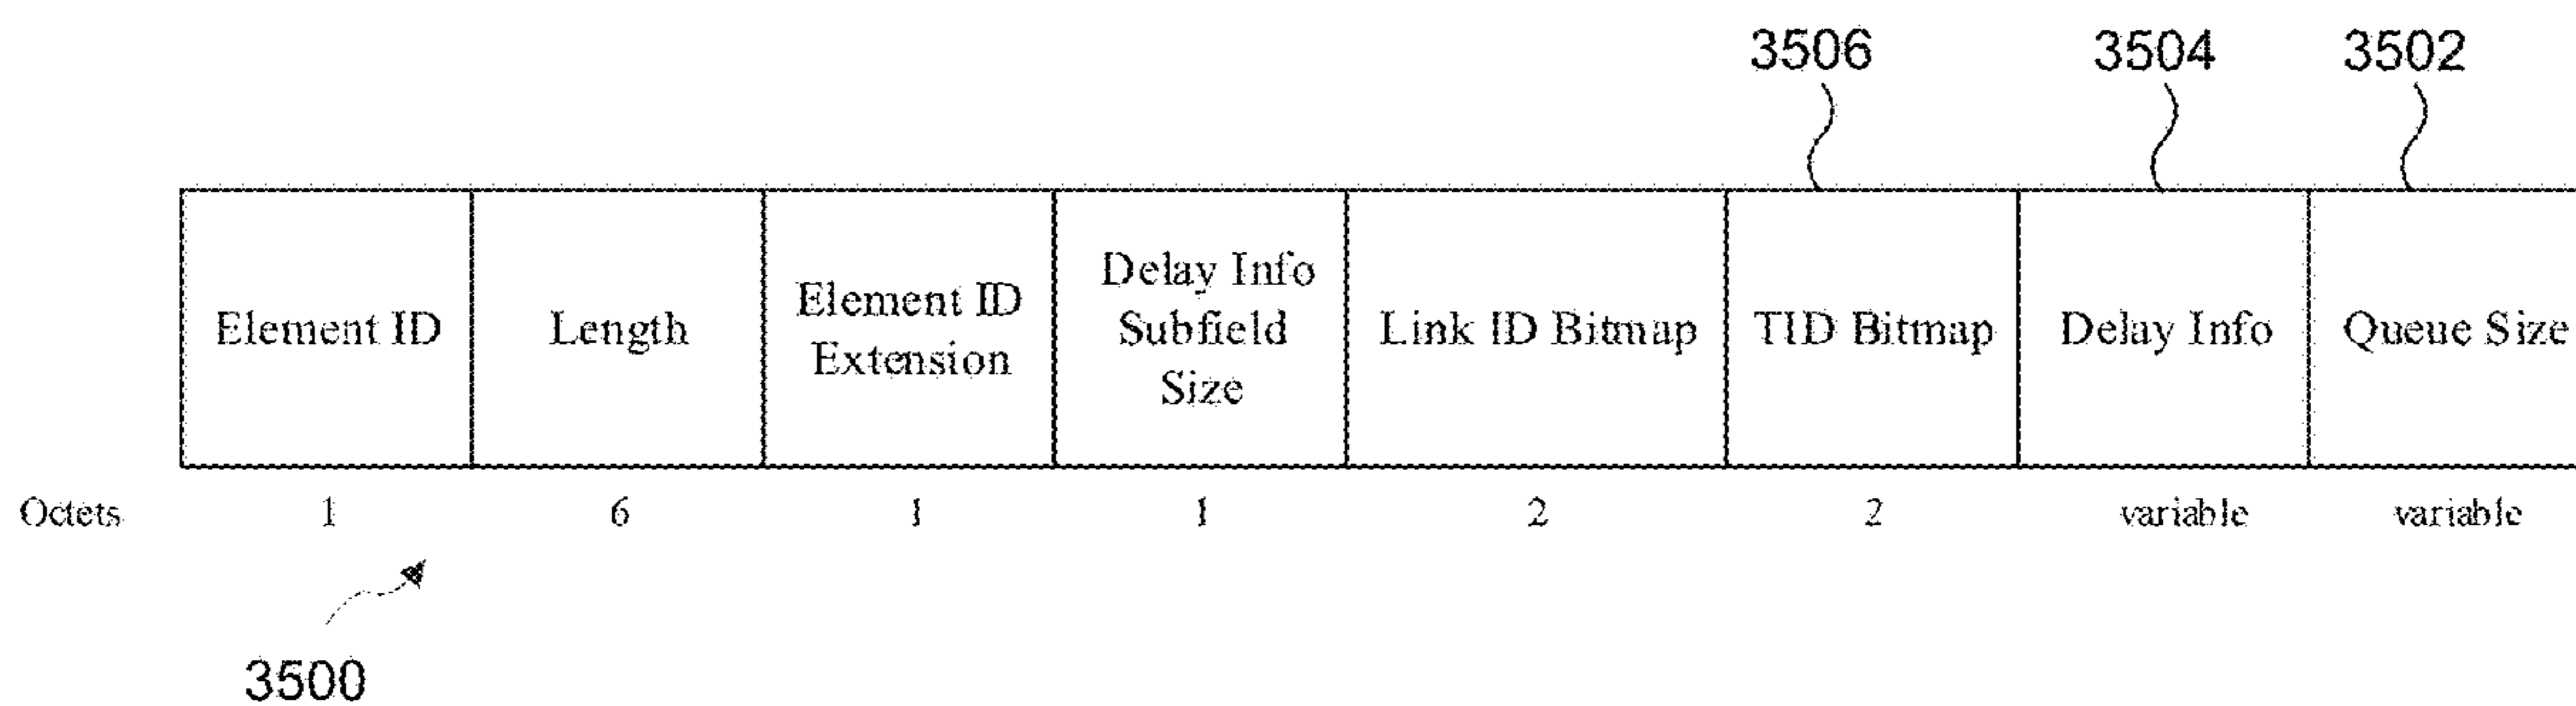 3506 3504 3502
Element ID
Length
Element ID
Extension
Delay Info
Subfield
Size
Link ID Bitmap
TID Bitmap
Delay Info
Queue Size
Octets 1 6 1 1 2 2 variable variable
3500